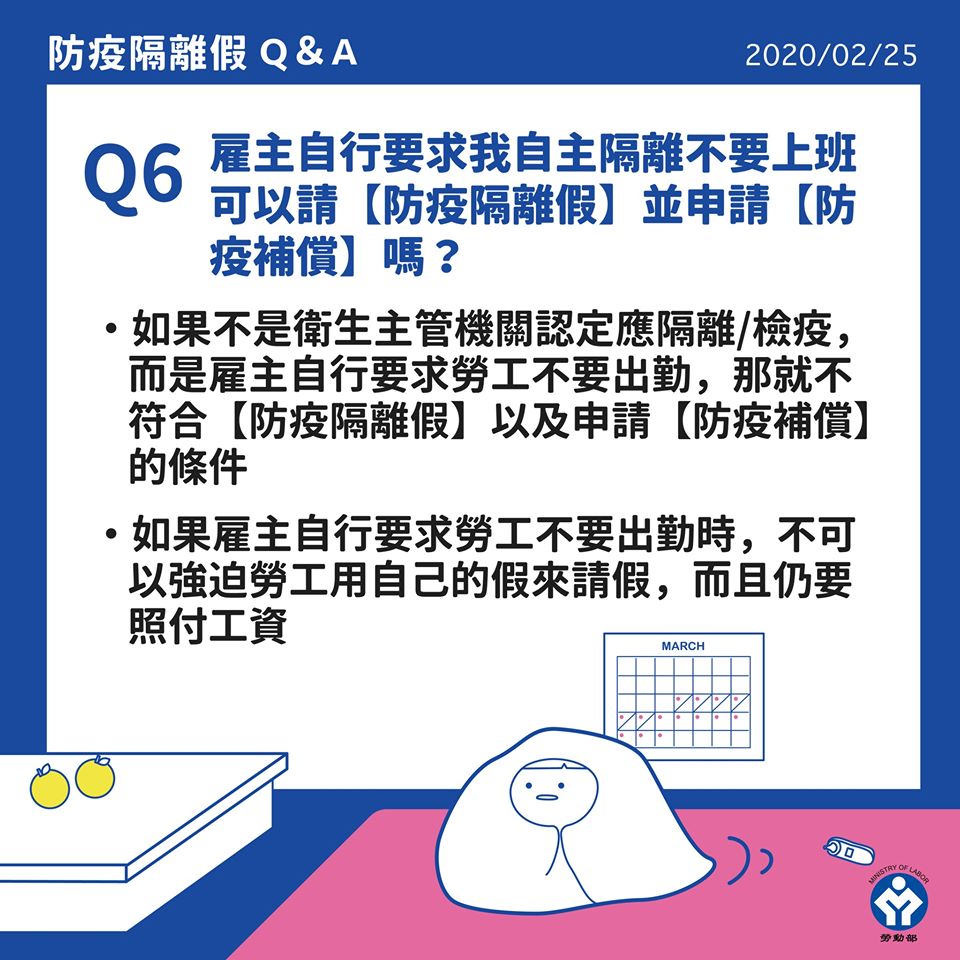 防疫隔離假 Q&A
2020/02/25
Q6
雇主自行要求我自主隔離不要上班
可以請【防疫隔離假】並申請【防
疫補償】嗎？
・如果不是衛生主管機關認定應隔離/檢疫，
而是雇主自行要求勞工不要出勤，那就不
符合【防疫隔離假】以及申請【防疫補償】
的條件
・如果雇主自行要求勞工不要出勤時，不可
以強迫勞工用自己的假來請假，而且仍要
照付工資
MARCH
MINISTRY OF LABOR
勞動部